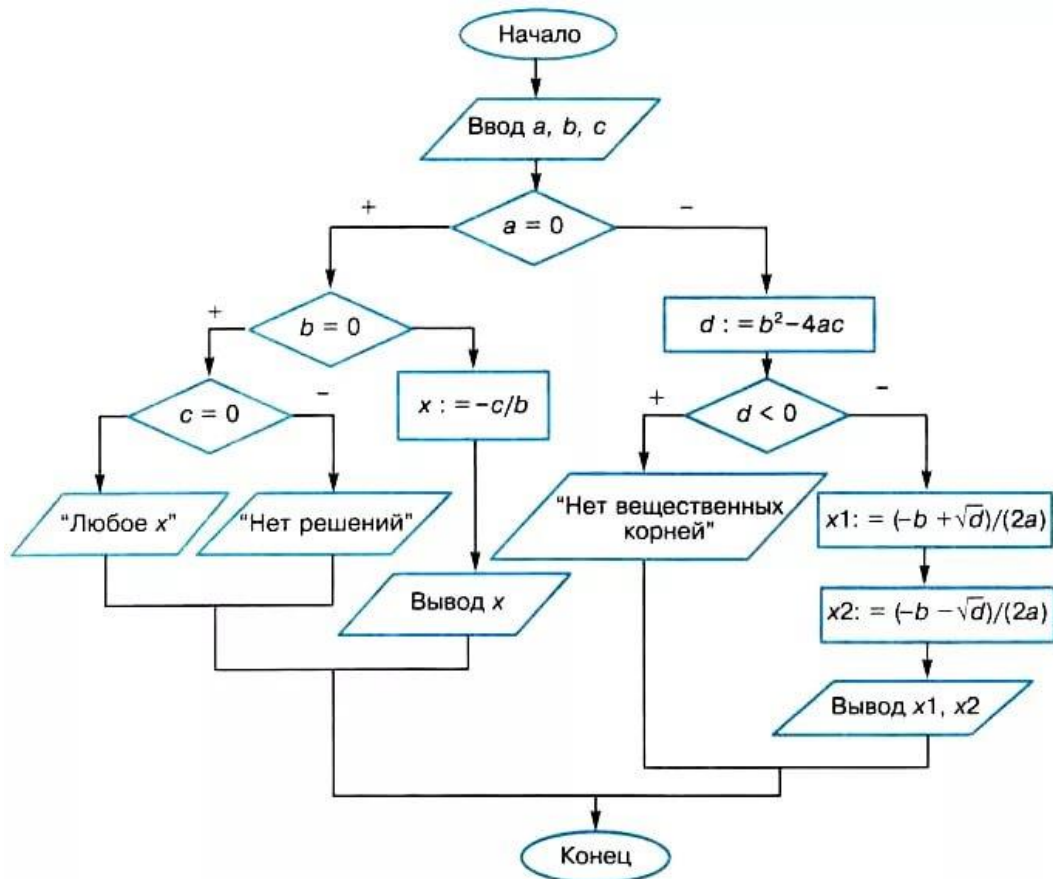 Начало
Ввод a, b, c
+
a = 0
−
+
b = 0
d : = b²−4ac
c = 0
−
x : =−c/b
+
d < 0
−
“Любое x”
“Нет решений”
“Нет вещественных
корней”
x1: = (−b +√d)/(2a)
Вывод x
x2: = (−b −√d)/(2a)
Вывод x1, x2
Конец